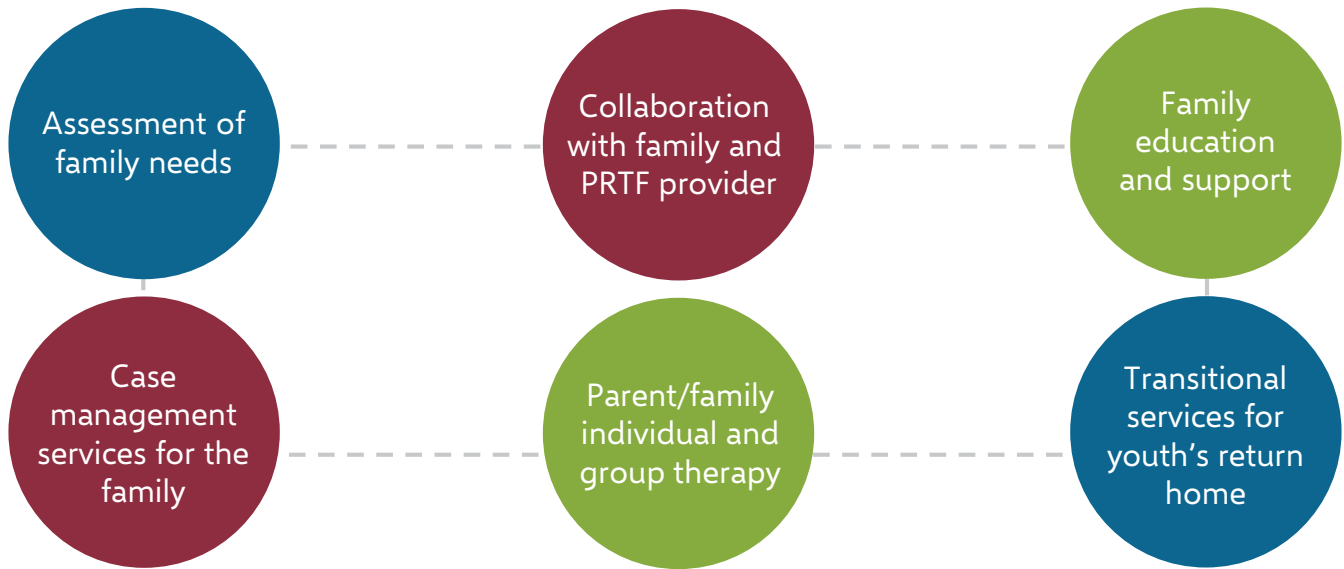 Assessment of
family needs
Collaboration
with family and
PRTF provider
Family
education
and support
Case
management
services for the
family
Parent/family
individual and
group therapy
Transitional
services for
youth’s return
home